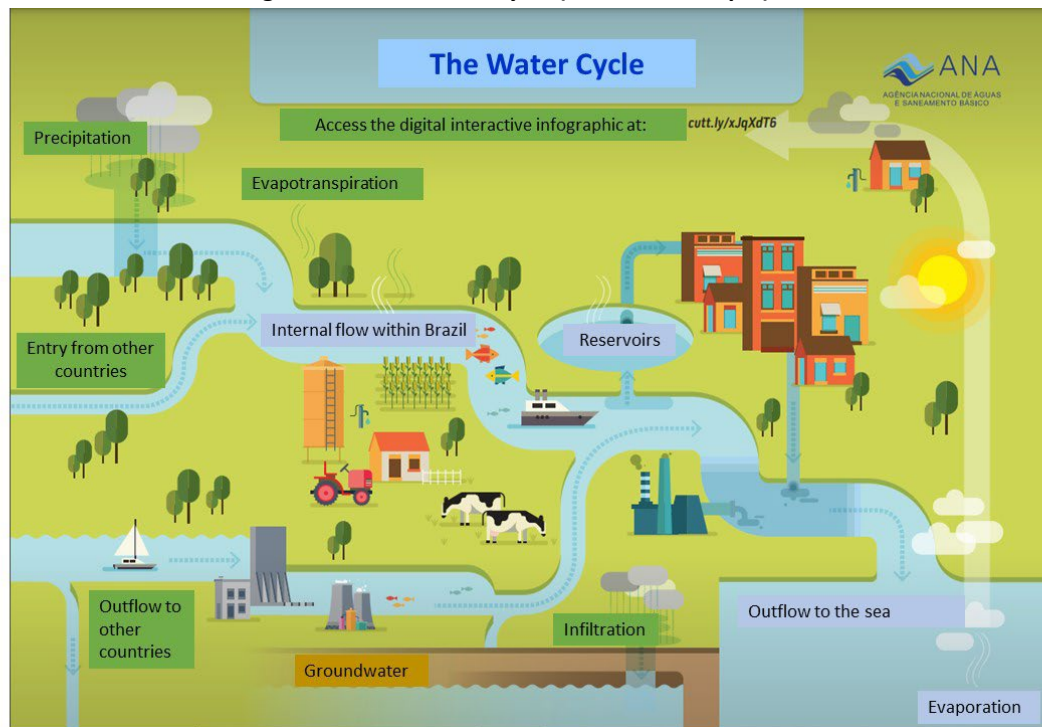 The Water Cycle
ANA
AGÊNCIA NACIONAL DE ÁGUAS
E SANEAMENTO BÁSICO
Access the digital interactive infographic at:
cutt.ly/xJqXdT6
Precipitation
Evapotranspiration
Internal flow within Brazil
Reservoirs
Entry from other
countries
Outflow to
other
countries
Infiltration
Outflow to the sea
Groundwater
Evaporation